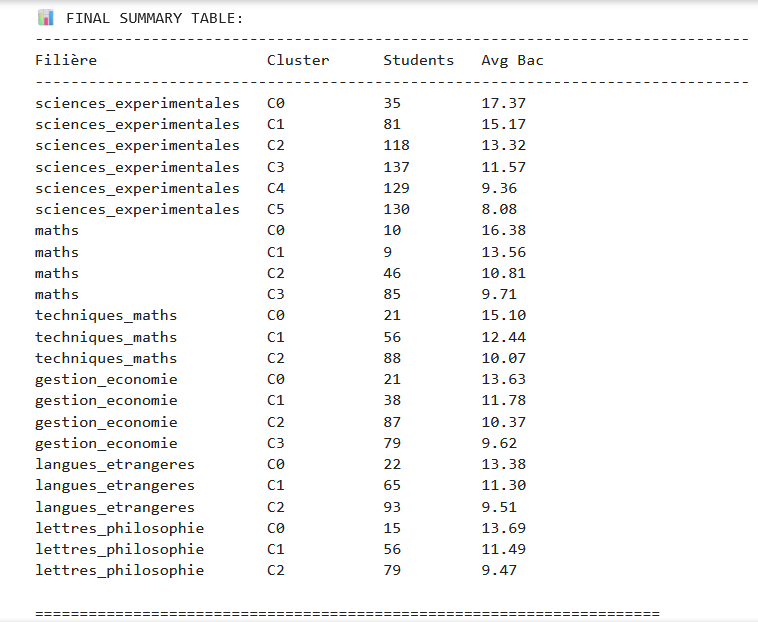 📊 FINAL SUMMARY TABLE:
--------------------------------------------------------------------------------
Filière                   Cluster      Students   Avg Bac
--------------------------------------------------------------------------------
sciences_experimentales   C0           35         17.37
sciences_experimentales   C1           81         15.17
sciences_experimentales   C2           118        13.32
sciences_experimentales   C3           137        11.57
sciences_experimentales   C4           129        9.36
sciences_experimentales   C5           130        8.08
maths                     C0           10         16.38
maths                     C1           9          13.56
maths                     C2           46         10.81
maths                     C3           85         9.71
techniques_maths          C0           21         15.10
techniques_maths          C1           56         12.44
techniques_maths          C2           88         10.07
gestion_economie          C0           21         13.63
gestion_economie          C1           38         11.78
gestion_economie          C2           87         10.37
gestion_economie          C3           79         9.62
langues_etrangeres        C0           22         13.38
langues_etrangeres        C1           65         11.30
langues_etrangeres        C2           93         9.51
lettres_philosophie       C0           15         13.69
lettres_philosophie       C1           56         11.49
lettres_philosophie       C2           79         9.47
======================================================================